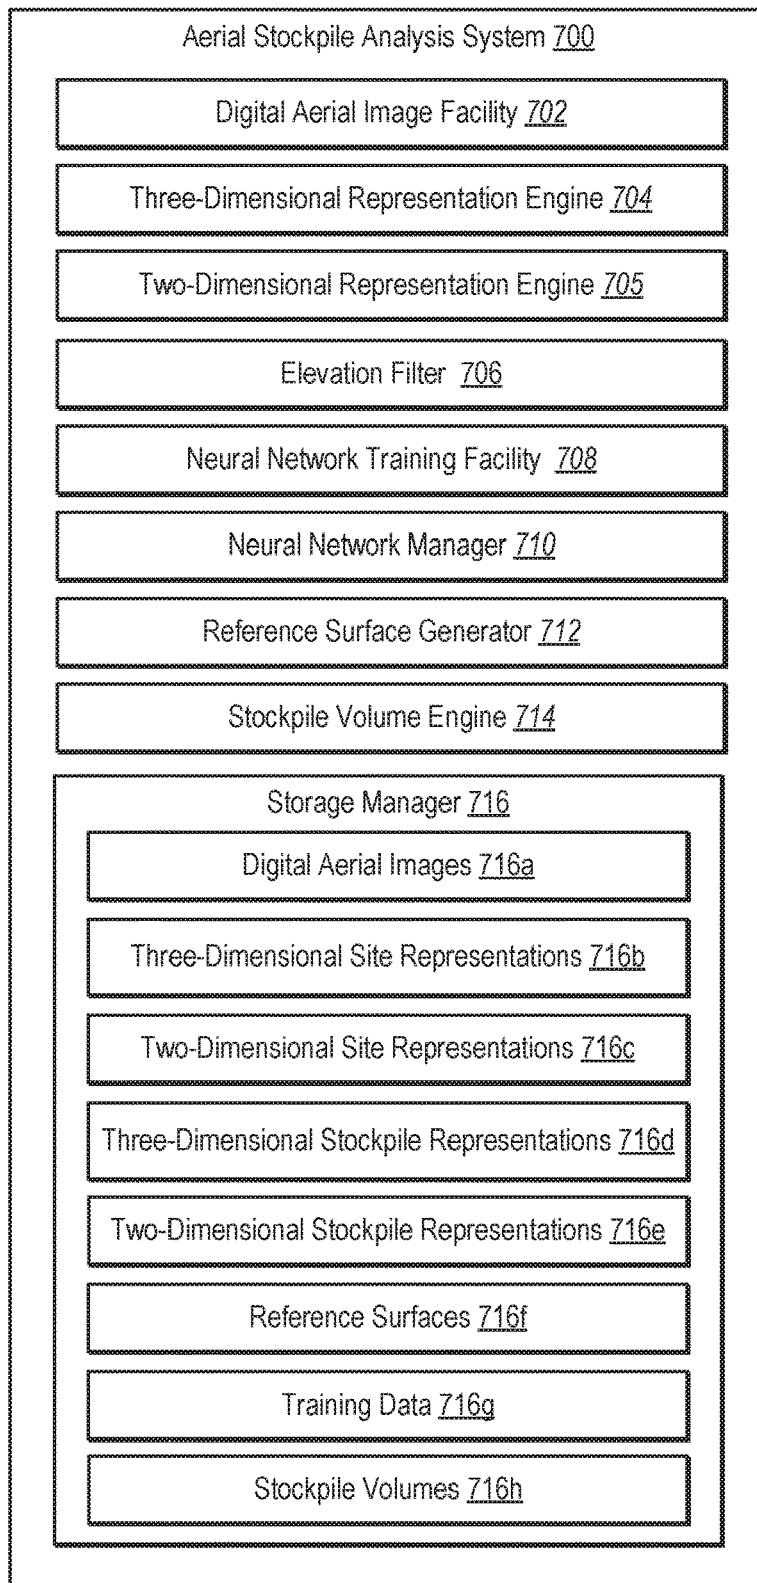 Aerial Stockpile Analysis System 700
Digital Aerial Image Facility 702
Three-Dimensional Representation Engine 704
Two-Dimensional Representation Engine 705
Elevation Filter 706
Neural Network Training Facility 708
Neural Network Manager 710
Reference Surface Generator 712
Stockpile Volume Engine 714
Storage Manager 716
Digital Aerial Images 716a
Three-Dimensional Site Representations 716b
Two-Dimensional Site Representations 716c
Three-Dimensional Stockpile Representations 716d
Two-Dimensional Stockpile Representations 716e
Reference Surfaces 716f
Training Data 716g
Stockpile Volumes 716h